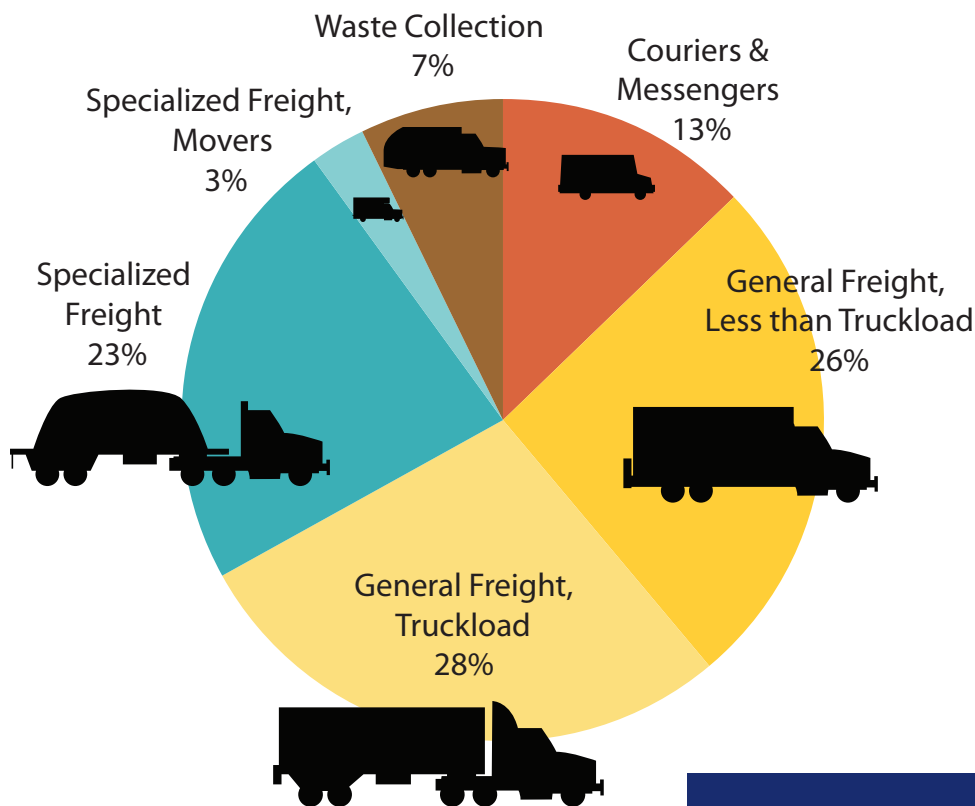 Waste Collection
7%
Couriers &
Messengers
13%
Specialized Freight,
Movers
3%
General Freight,
Less than Truckload
26%
Specialized
Freight
23%
General Freight,
Truckload
28%